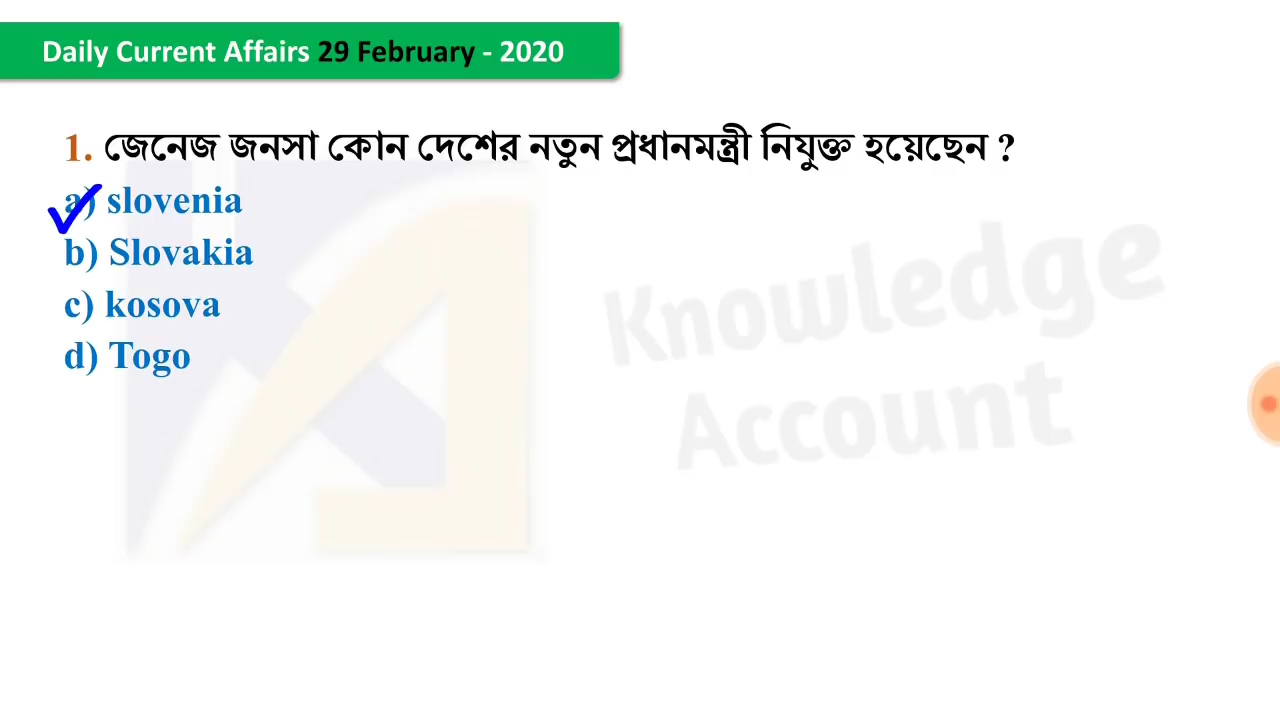 Daily Current Affairs 29 February - 2020
1. জেনেজ জনসা কোন দেশের নতুন প্রধানমন্ত্রী নিযুক্ত হয়েছেন ?
a) slovenia
b) Slovakia
c) kosova
d) Togo
Knowledge
Account